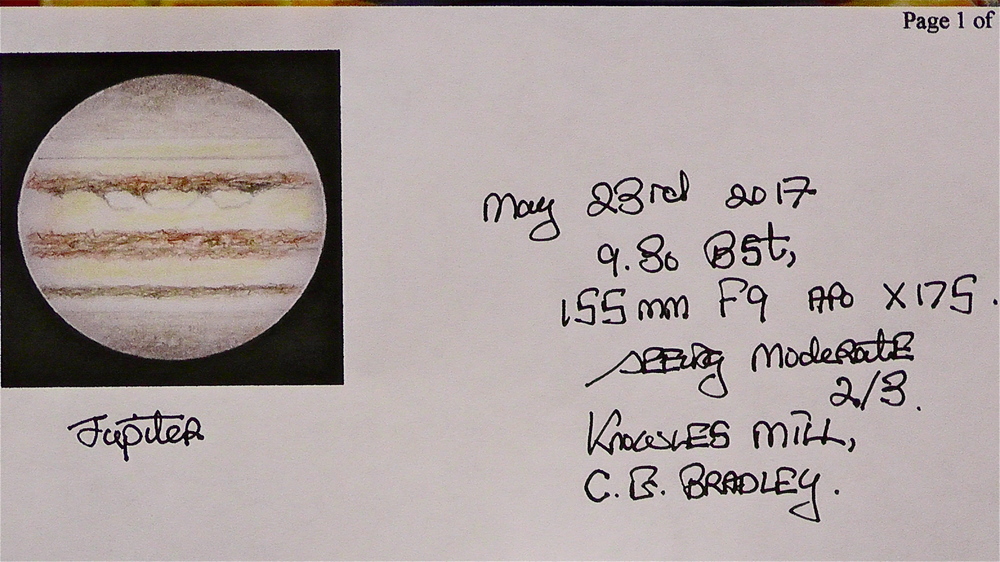 Page 1 of
May 23rd 2017
9.30 BST,
155mm F9 APO X175.
SEEING MODERATE
2/3.
KNOWLES MILL,
C. E. BRADLEY.
Jupiter